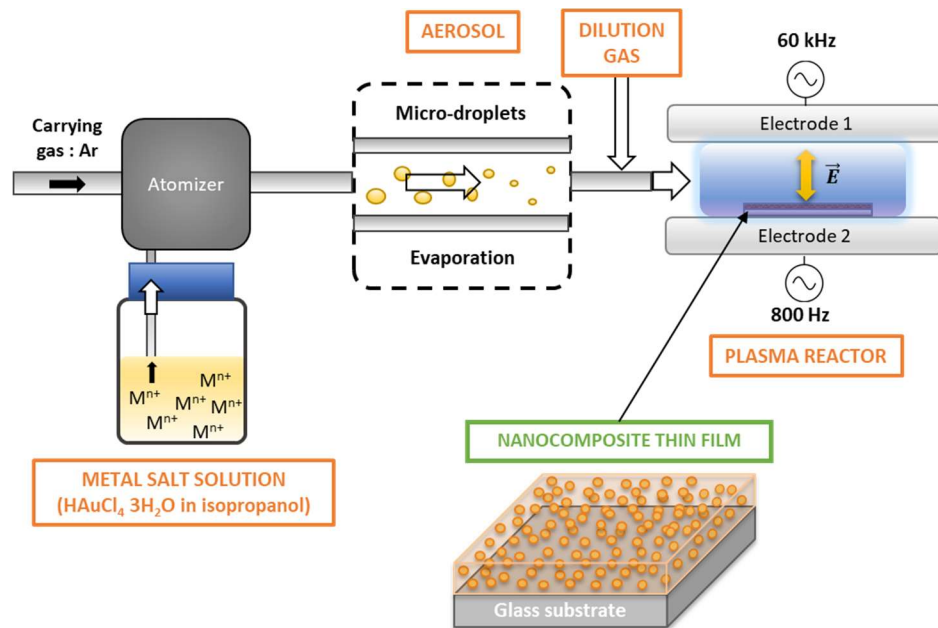 AEROSOL
DILUTION
GAS
60 kHz
Carrying
gas : Ar
Atomizer
Micro-droplets
Evaporation
Electrode 1
E
Electrode 2
800 Hz
PLASMA REACTOR
Mⁿ⁺
Mⁿ⁺
Mⁿ⁺ Mⁿ⁺
Mⁿ⁺ Mⁿ⁺
Mⁿ⁺
METAL SALT SOLUTION
(HAuCl₄ 3H₂O in isopropanol)
NANOCOMPOSITE THIN FILM
Glass substrate